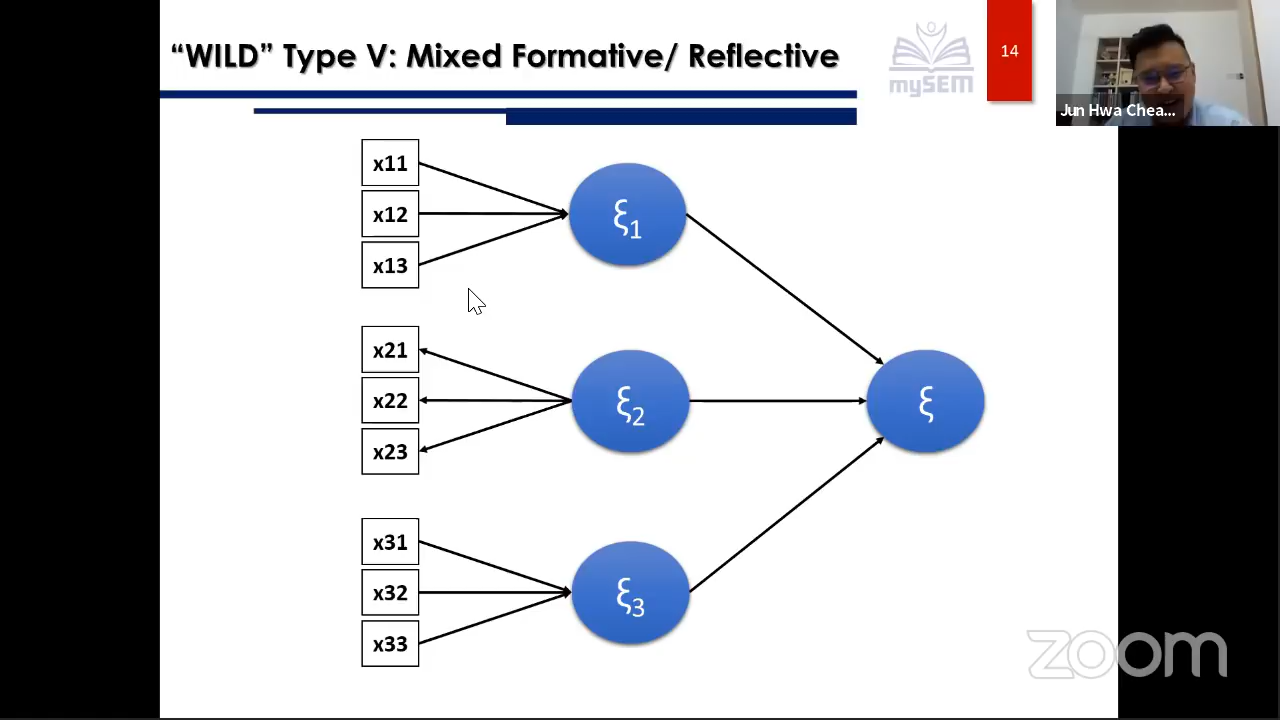 “WILD” Type V: Mixed Formative/ Reflective
mySEM
14
Jun Hwa Chea...
x11
x12
x13
ξ1
x21
x22
x23
ξ2
ξ
x31
x32
x33
ξ3
zoom